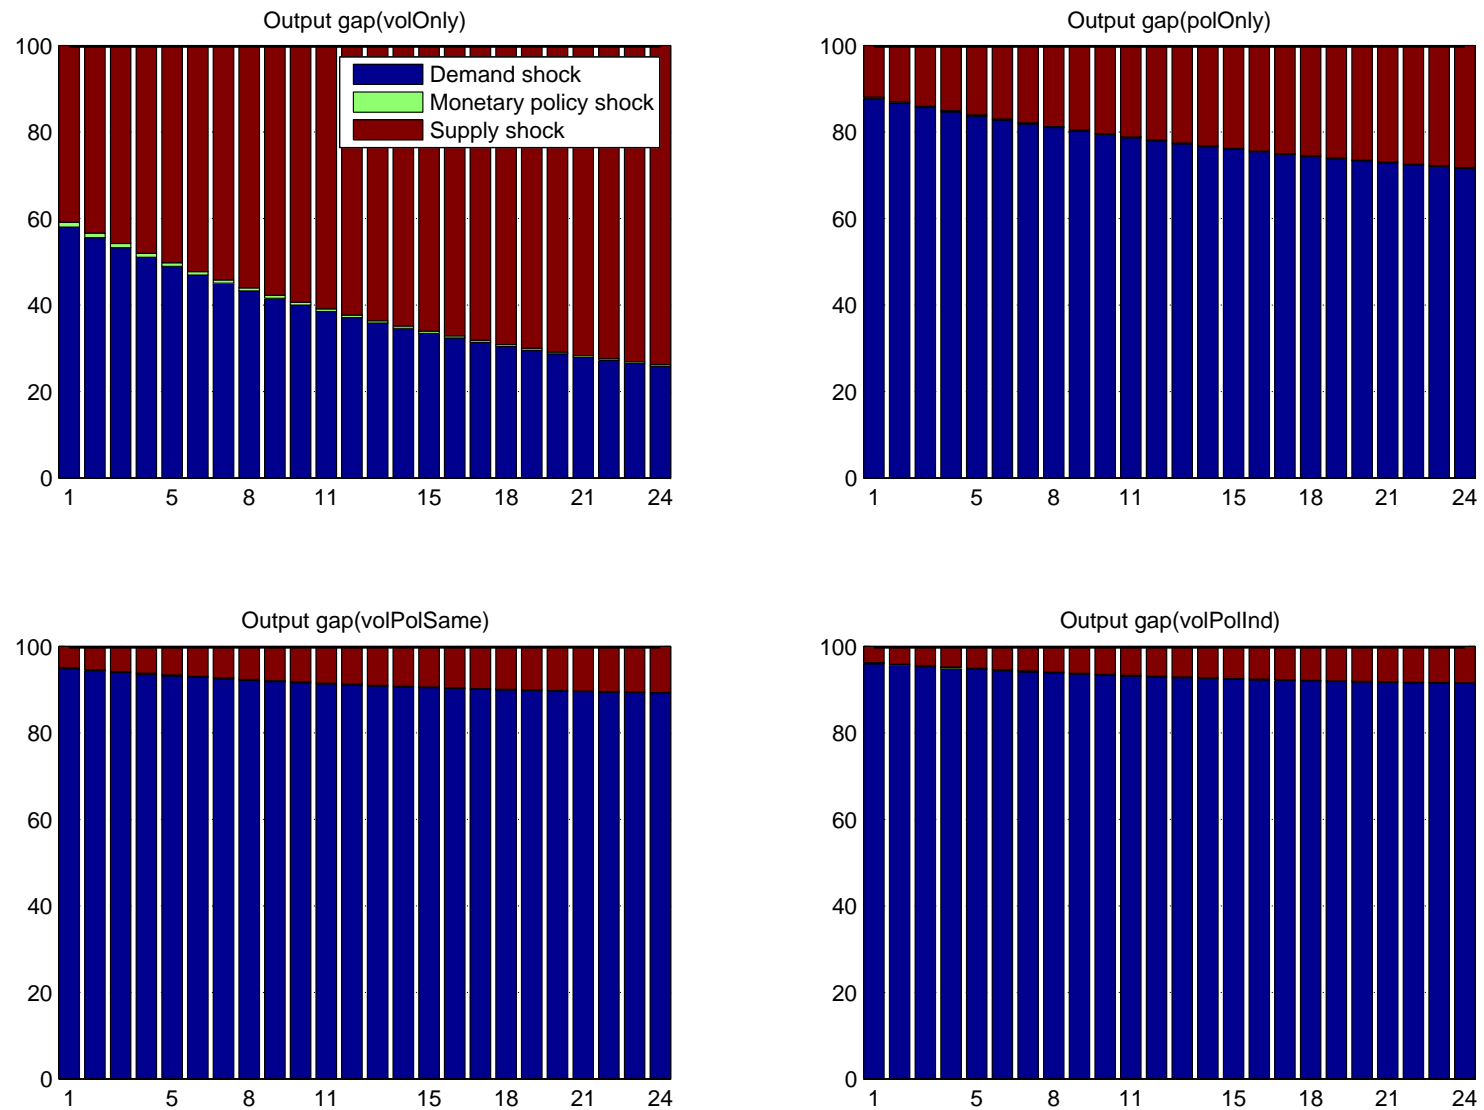 Output gap(volOnly)
100
80
60
40
20
0
Demand shock
Monetary policy shock
Supply shock
1 5 8 11 15 18 21 24
Output gap(polOnly)
100
80
60
40
20
0
1 5 8 11 15 18 21 24
Output gap(volPolSame)
100
80
60
40
20
0
1 5 8 11 15 18 21 24
Output gap(volPolInd)
100
80
60
40
20
0
1 5 8 11 15 18 21 24